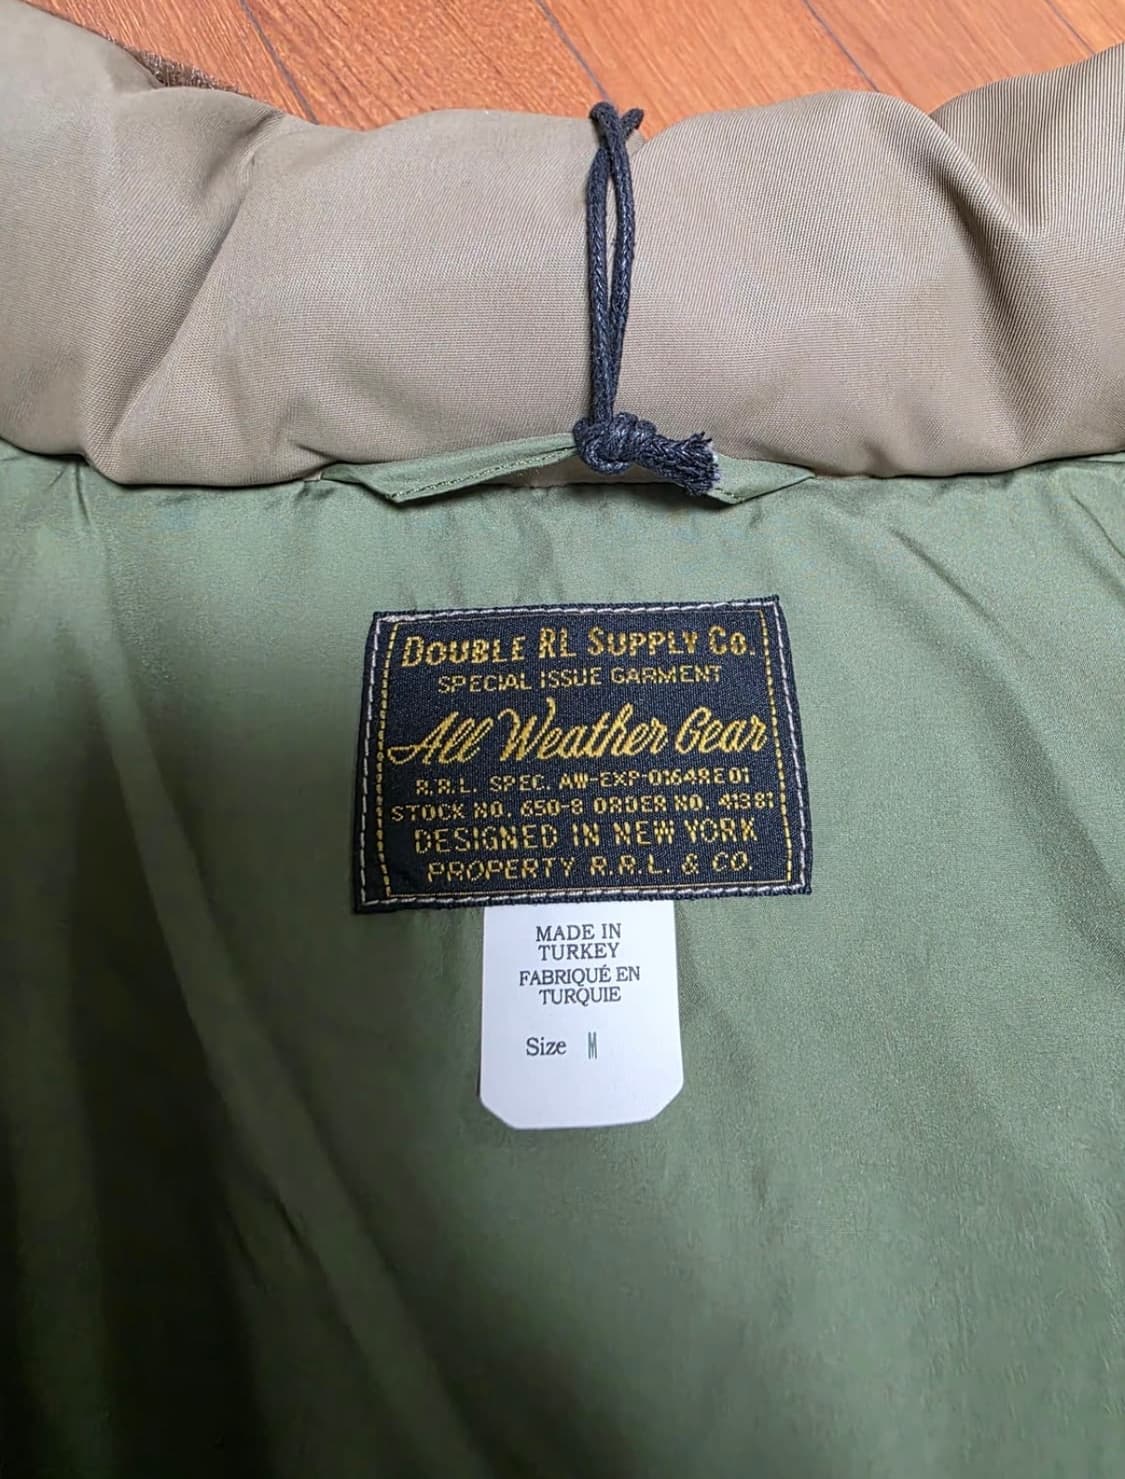 DOUBLE RL SUPPLY CO.
SPECIAL ISSUE GARMENT
All Weather Gear
R.R.L. SPEC. AW-EXP-01648E01
STOCK NO. 650-8 ORDER NO. 41381
DESIGNED IN NEW YORK
PROPERTY R.R.L. & CO.
MADE IN
TURKEY
FABRIQUÉ EN
TURQUIE
Size M